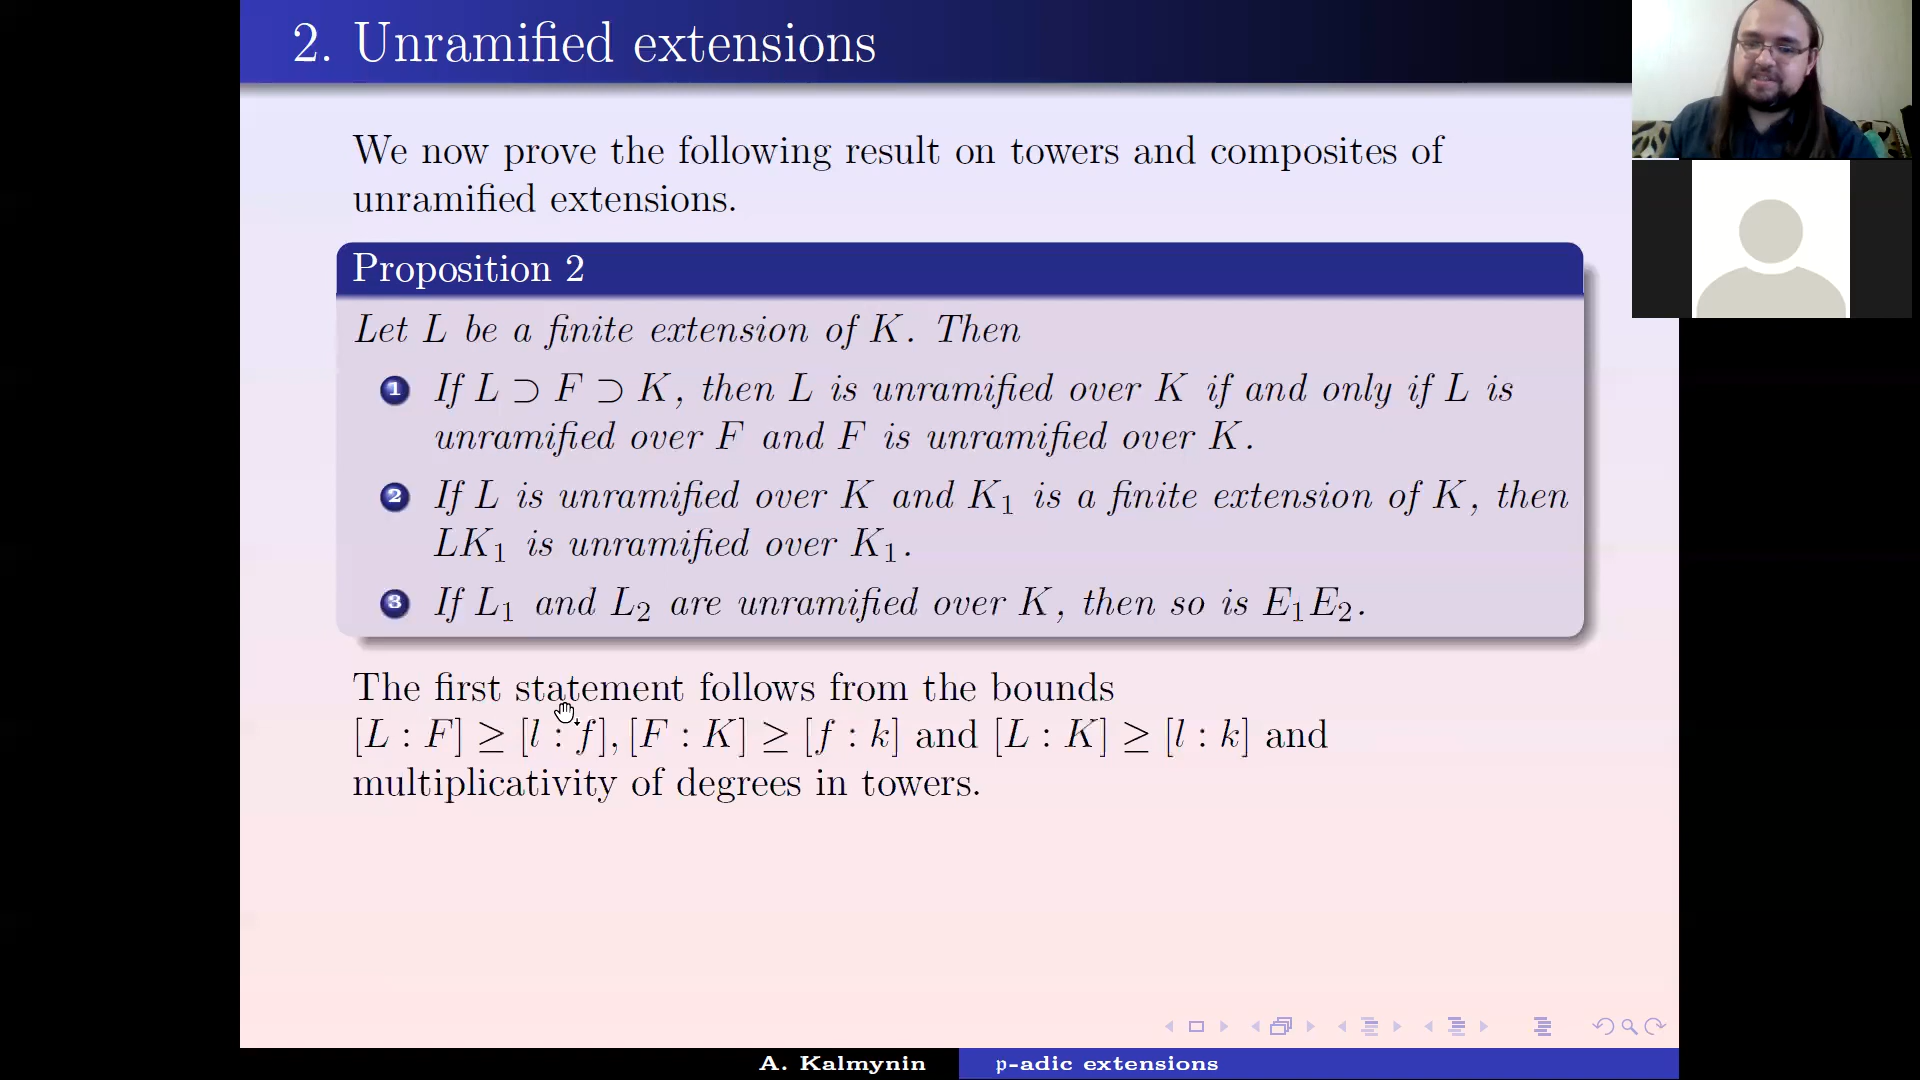 2. Unramified extensions
We now prove the following result on towers and composites of
unramified extensions.
Proposition 2
Let L be a finite extension of K. Then
1 If L ⊃ F ⊃ K, then L is unramified over K if and only if L is
unramified over F and F is unramified over K.
2 If L is unramified over K and K₁ is a finite extension of K, then
LK₁ is unramified over K₁.
3 If L₁ and L₂ are unramified over K, then so is E₁E₂.
The first statement follows from the bounds
[L : F] ≥ [l : f], [F : K] ≥ [f : k] and [L : K] ≥ [l : k] and
multiplicativity of degrees in towers.
A. Kalmynin
p-adic extensions